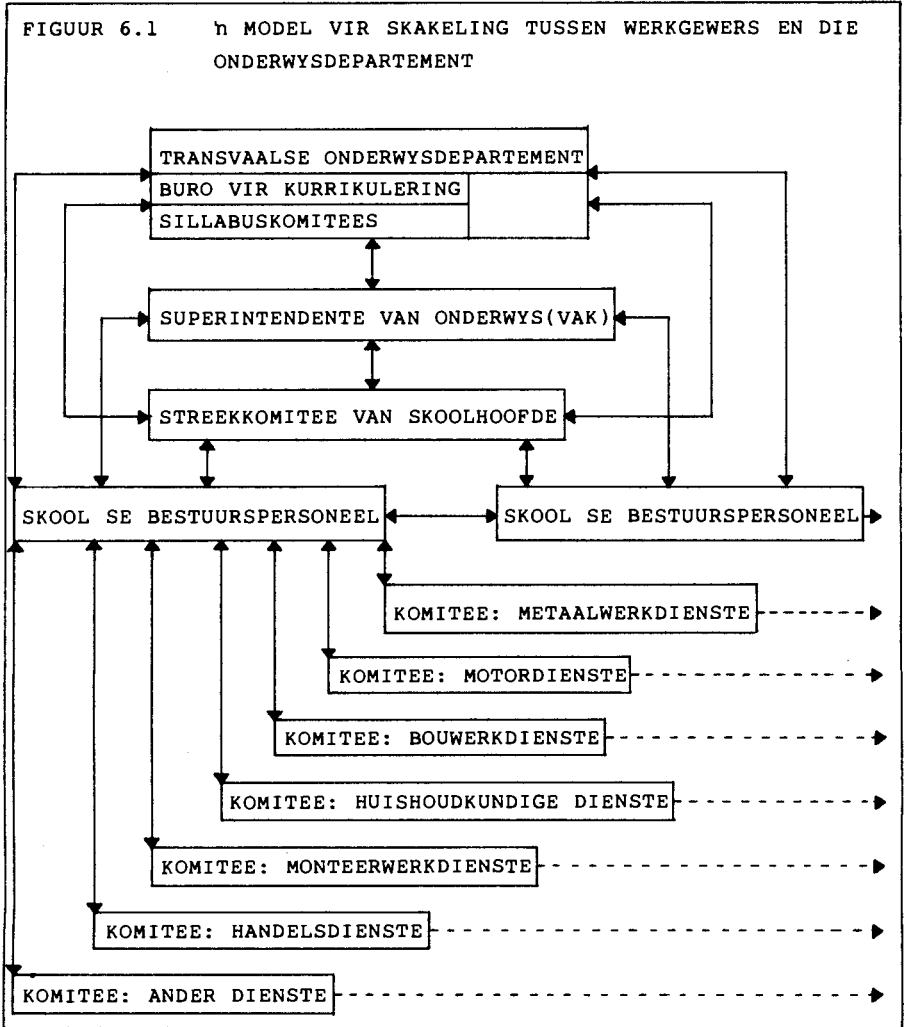 FIGUUR 6.1 'n MODEL VIR SKAKELING TUSSEN WERKGEWERS EN DIE
ONDERWYSDEPARTEMENT
TRANSVAALSE ONDERWYSDEPARTEMENT
BURO VIR KURRIKULERING
SILLABUSKOMITEES
SUPERINTENDENTE VAN ONDERWYS(VAK)
STREEKKOMITEE VAN SKOOLHOOFDE
SKOOL SE BESTUURSPERSONEEL
SKOOL SE BESTUURSPERSONEEL
KOMITEE: METAALWERKDIENSTE
KOMITEE: MOTORDIENSTE
KOMITEE: BOUWERKDIENSTE
KOMITEE: HUISHOUDKUNDIGE DIENSTE
KOMITEE: MONTEERWERKDIENSTE
KOMITEE: HANDELSDIENSTE
KOMITEE: ANDER DIENSTE